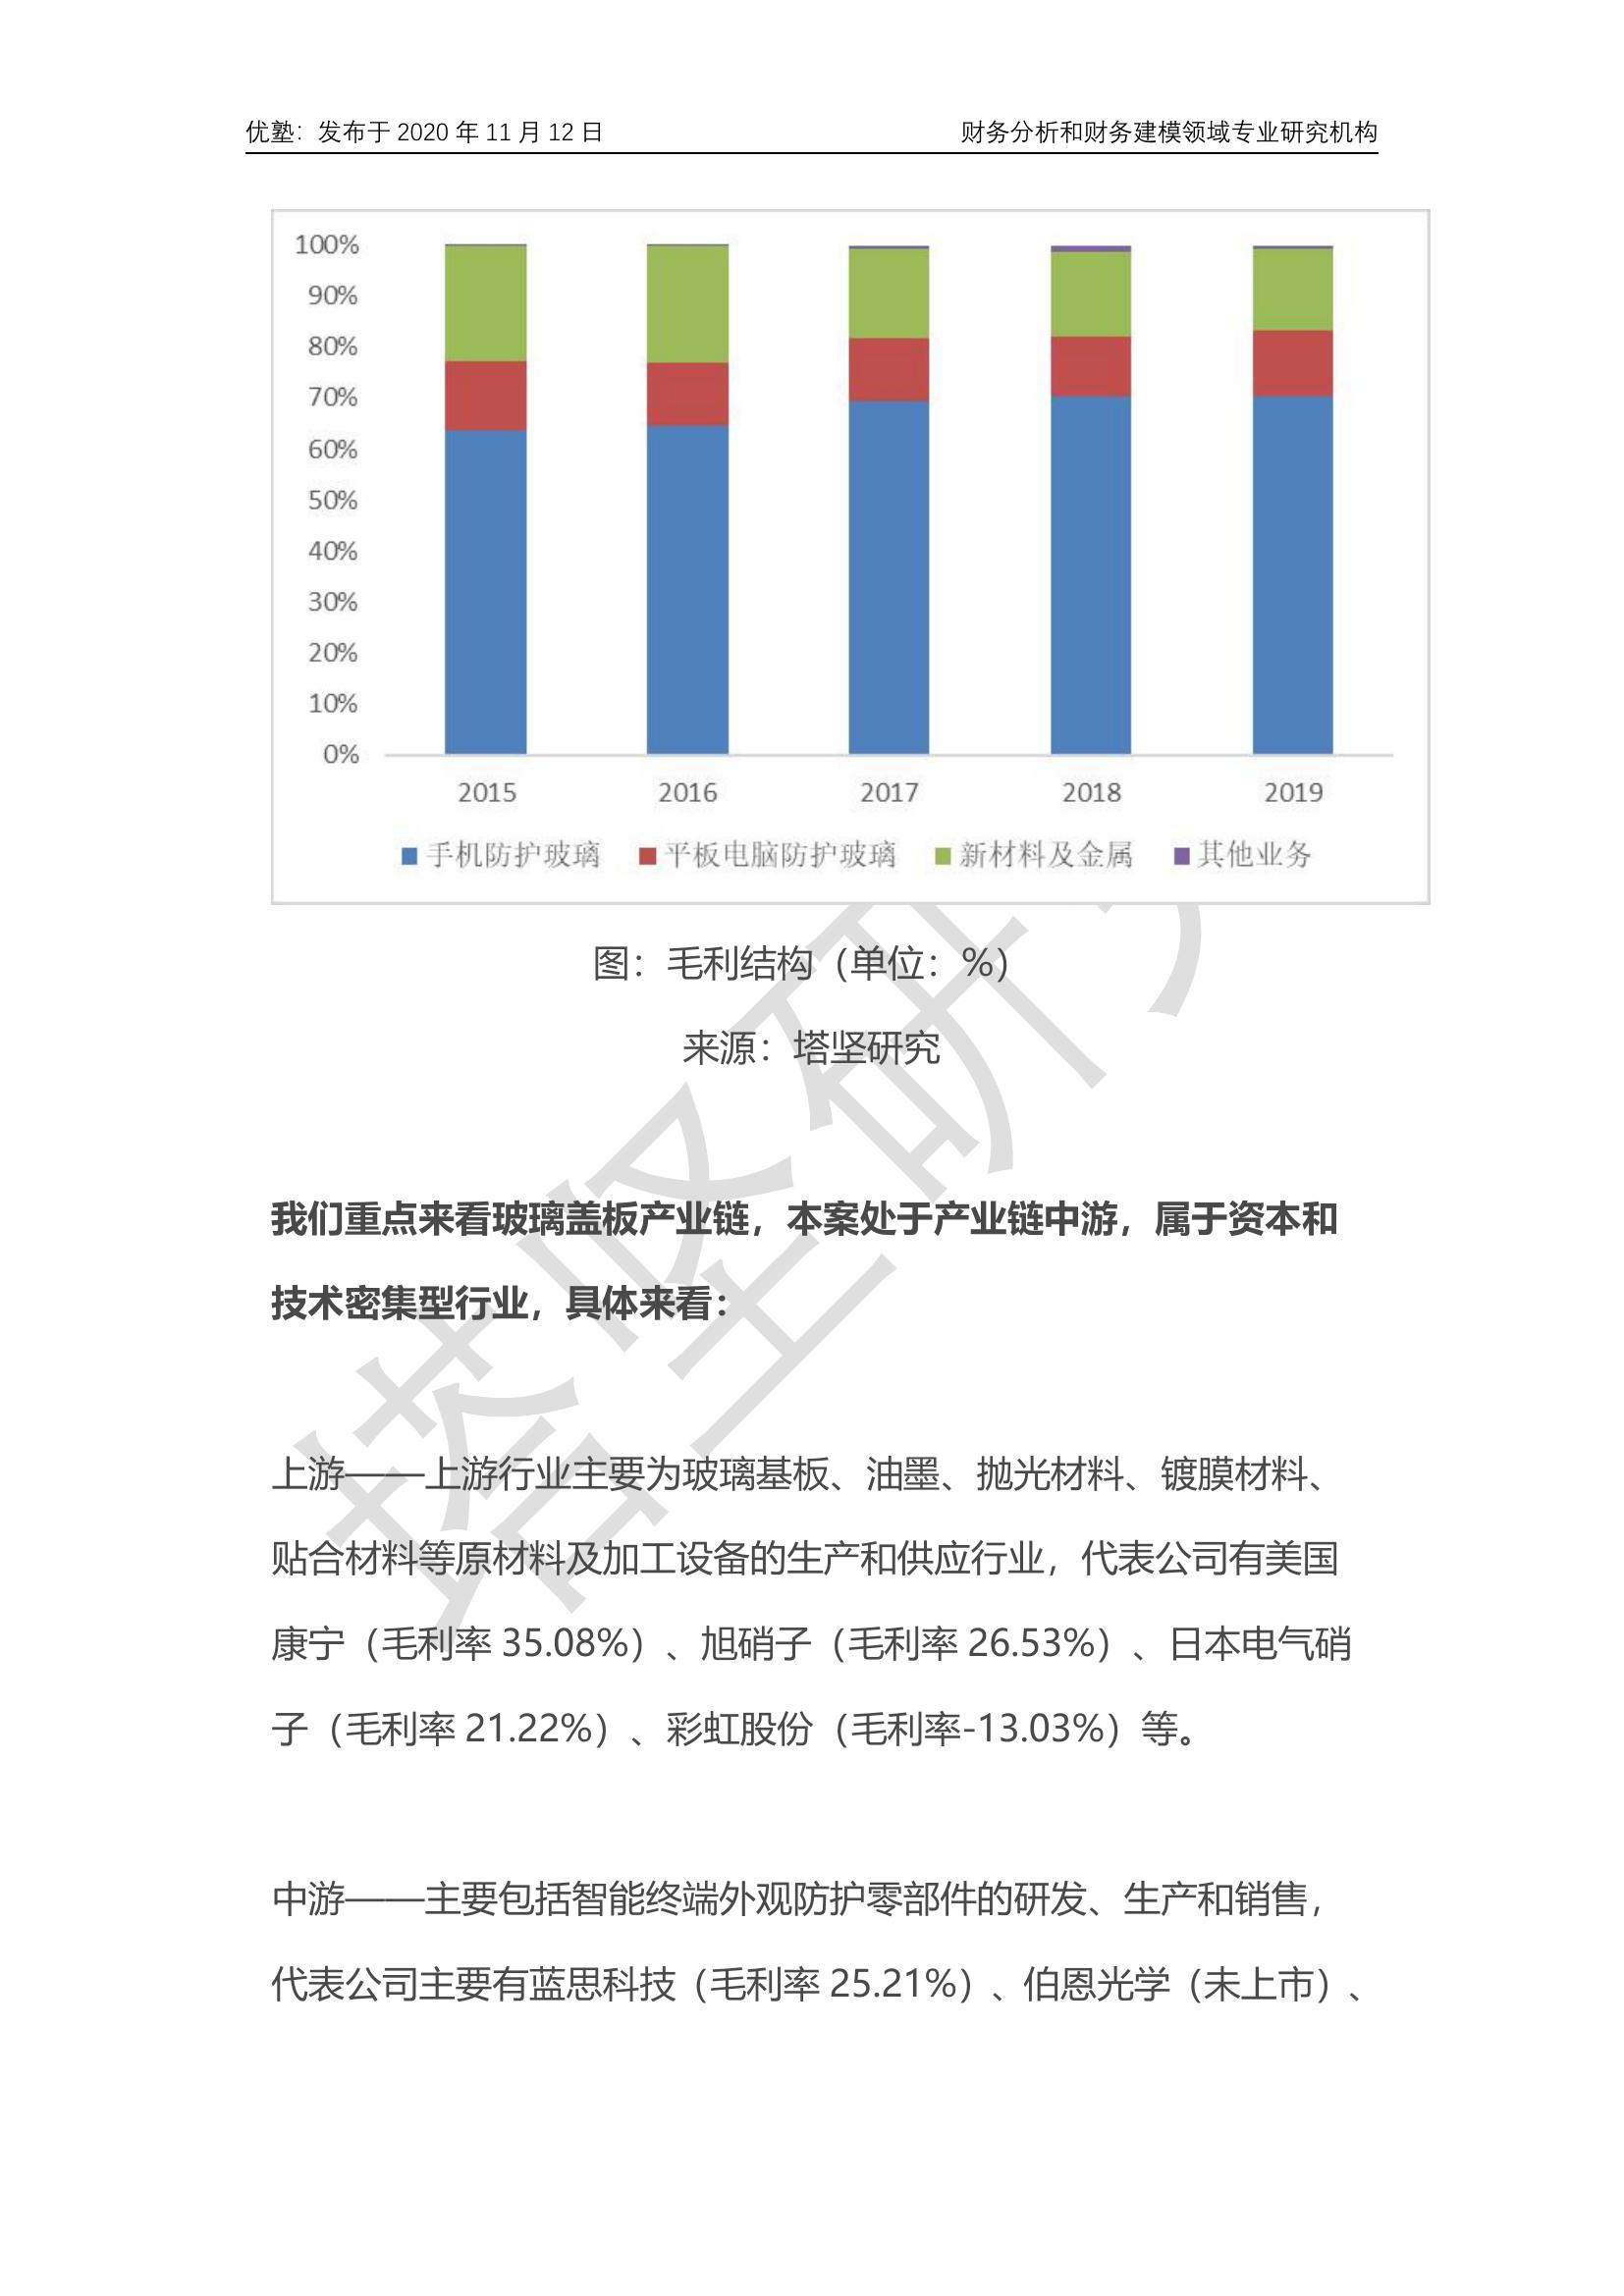 优塾：发布于 2020 年 11 月 12 日
财务分析和财务建模领域专业研究机构
100%
90%
80%
70%
60%
50%
40%
30%
20%
10%
0%
2015 2016 2017 2018 2019
手机防护玻璃 平板电脑防护玻璃 新材料及金属 其他业务
图：毛利结构（单位：%）
来源：塔坚研究
我们重点来看玻璃盖板产业链，本案处于产业链中游，属于资本和
技术密集型行业，具体来看：
上游——上游行业主要为玻璃基板、油墨、抛光材料、镀膜材料、
贴合材料等原材料及加工设备的生产和供应行业，代表公司有美国
康宁（毛利率 35.08%）、旭硝子（毛利率 26.53%）、日本电气硝
子（毛利率 21.22%）、彩虹股份（毛利率-13.03%）等。
中游——主要包括智能终端外观防护零部件的研发、生产和销售，
代表公司主要有蓝思科技（毛利率 25.21%）、伯恩光学（未上市）、
塔坚研究